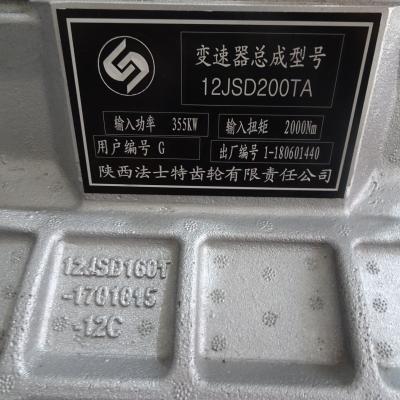 变速器总成型号
12JSD200TA
输入功率 355KW 输入扭矩 2000Nm
用户编号 G 出厂编号 1-180601440
陕西法士特齿轮有限责任公司
12JSD160T
-1701015
-12C